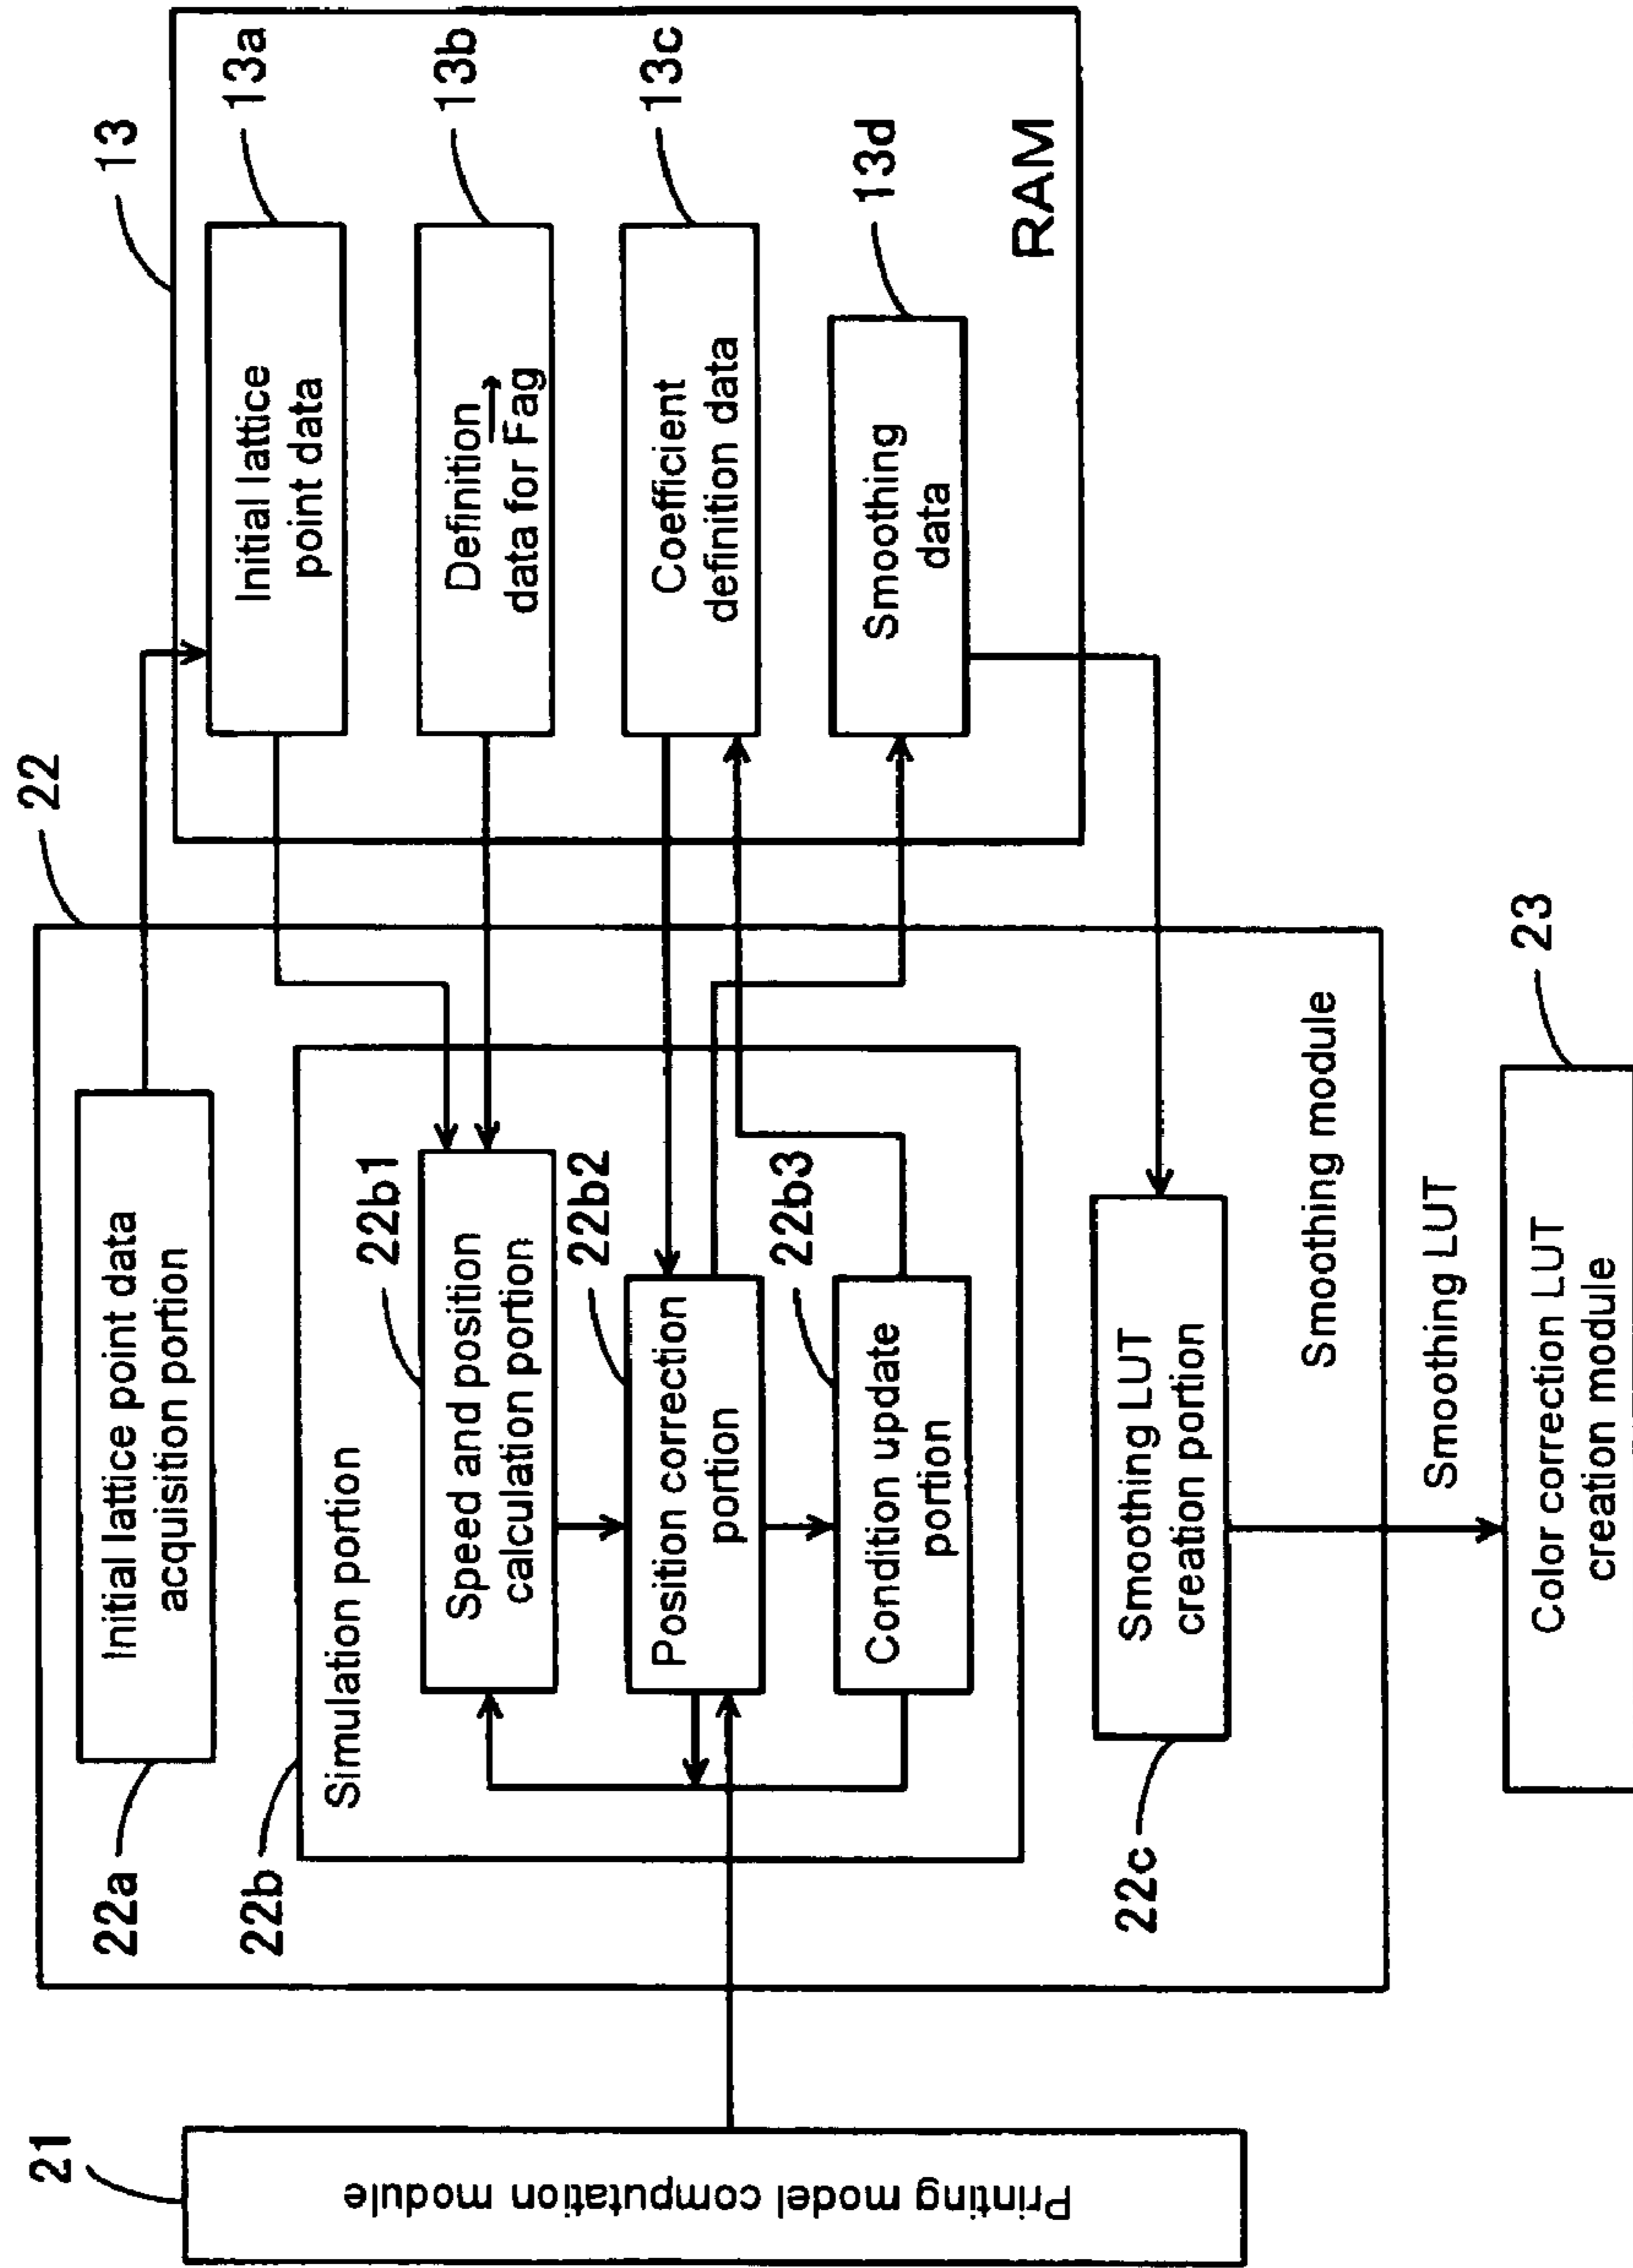 22
13
22a
Initial lattice point data
acquisition portion
Initial lattice
point data
13a
22b
Simulation portion
22b1
Speed and position
calculation portion
Definition
data for Fag
13b
22b2
Position correction
portion
Coefficient
definition data
13c
22b3
Condition update
portion
Smoothing
data
13d
RAM
21
Printing model computation module
22c
Smoothing LUT
creation portion
Smoothing module
Smoothing LUT
23
Color correction LUT
creation module